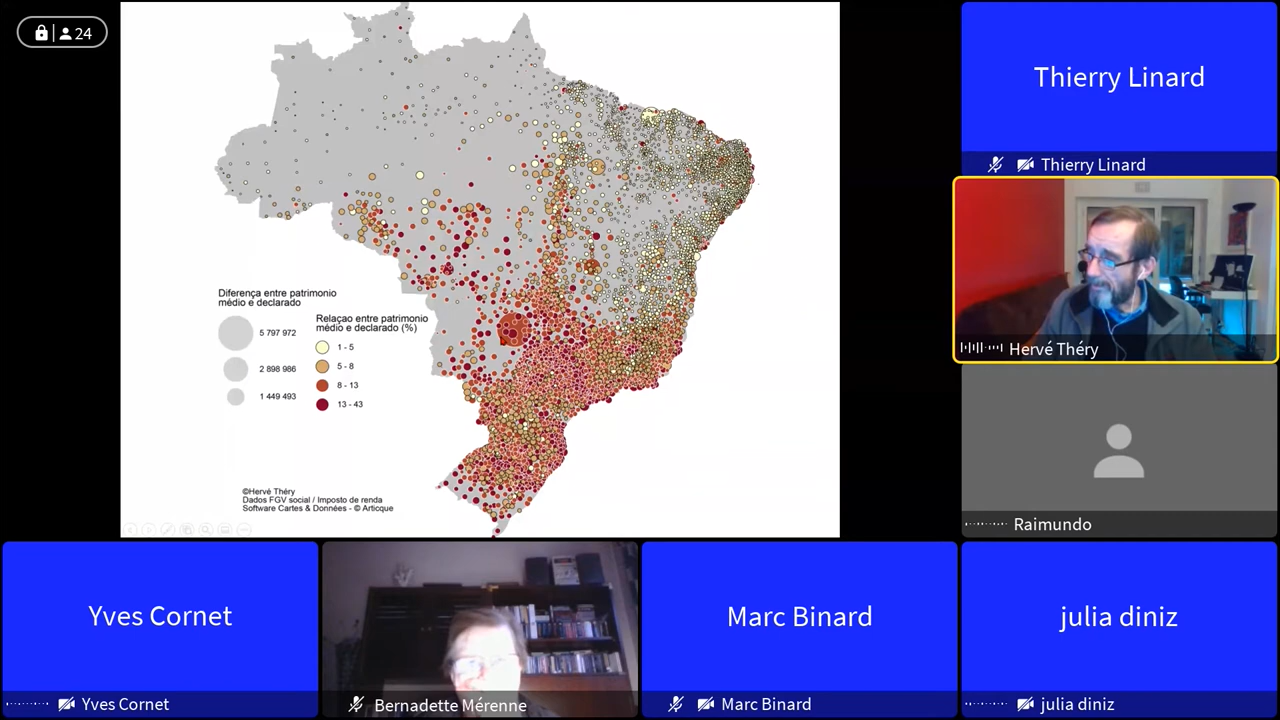 24
Diferença entre patrimonio
médio e declarado
5 797 972
2 898 986
1 449 493
Relaçao entre patrimonio
médio e declarado (%)
1 - 5
5 - 8
8 - 13
13 - 43
©Hervé Théry
Dados FGV social / Imposto de renda
Software Cartes & Données - © Articque
Thierry Linard
Thierry Linard
Hervé Théry
Raimundo
Yves Cornet
Yves Cornet
Bernadette Mérenne
Marc Binard
Marc Binard
julia diniz
julia diniz